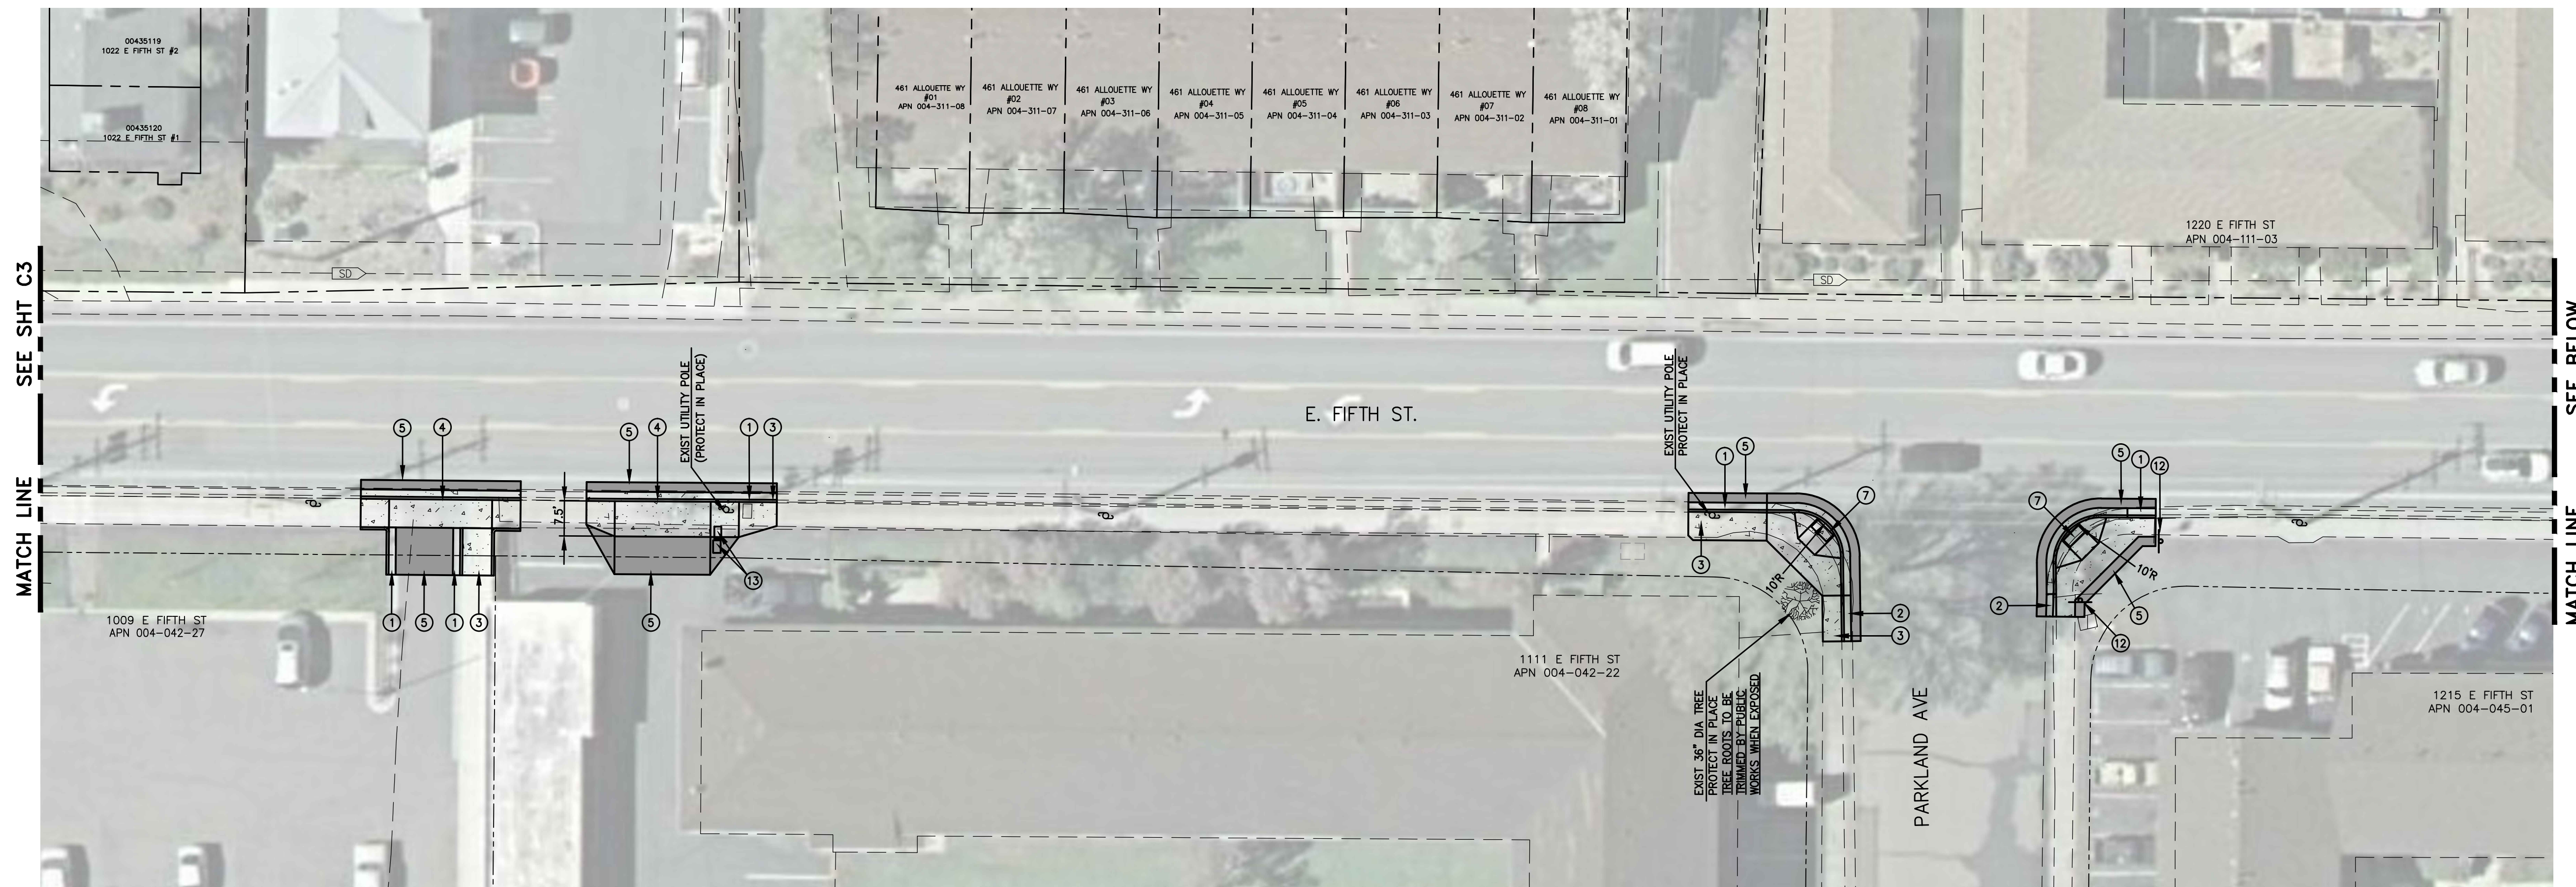 00435119
1022 E FIFTH ST #2
00435120
1022 E FIFTH ST #1
461 ALLOUETTE WY
#01
APN 004-311-08
461 ALLOUETTE WY
#02
APN 004-311-07
461 ALLOUETTE WY
#03
APN 004-311-06
461 ALLOUETTE WY
#04
APN 004-311-05
461 ALLOUETTE WY
#05
APN 004-311-04
461 ALLOUETTE WY
#06
APN 004-311-03
461 ALLOUETTE WY
#07
APN 004-311-02
461 ALLOUETTE WY
#08
APN 004-311-01
1220 E FIFTH ST
APN 004-111-03
SD
SD
MATCH LINE SEE SHT C3
MATCH LINE SEE BELOW
E. FIFTH ST.
EXIST UTILITY POLE
(PROTECT IN PLACE)
EXIST UTILITY POLE
PROTECT IN PLACE
5
4
5
4
1
3
7.5'
13
1
5
1
3
5
1
5
7
3
10'R
2
3
5
1
12
7
10'R
2
5
12
1009 E FIFTH ST
APN 004-042-27
1111 E FIFTH ST
APN 004-042-22
EXIST 36" DIA TREE
PROTECT IN PLACE
TREE ROOTS TO BE
TRIMMED BY PUBLIC
WORKS WHEN EXPOSED
PARKLAND AVE
1215 E FIFTH ST
APN 004-045-01